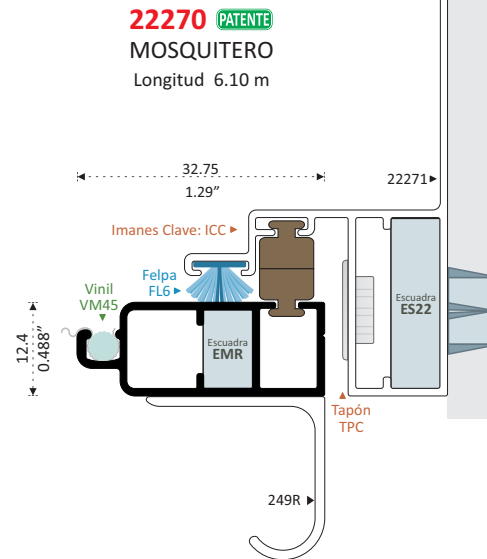 22270 PATENTE
MOSQUITERO
Longitud 6.10 m
32.75
1.29”
22271
Imanes Clave: ICC
Felpa
FL6
Vinil
VM45
Escuadra
ES22
12.4
0.488”
Escuadra
EMR
Tapón
TPC
249R